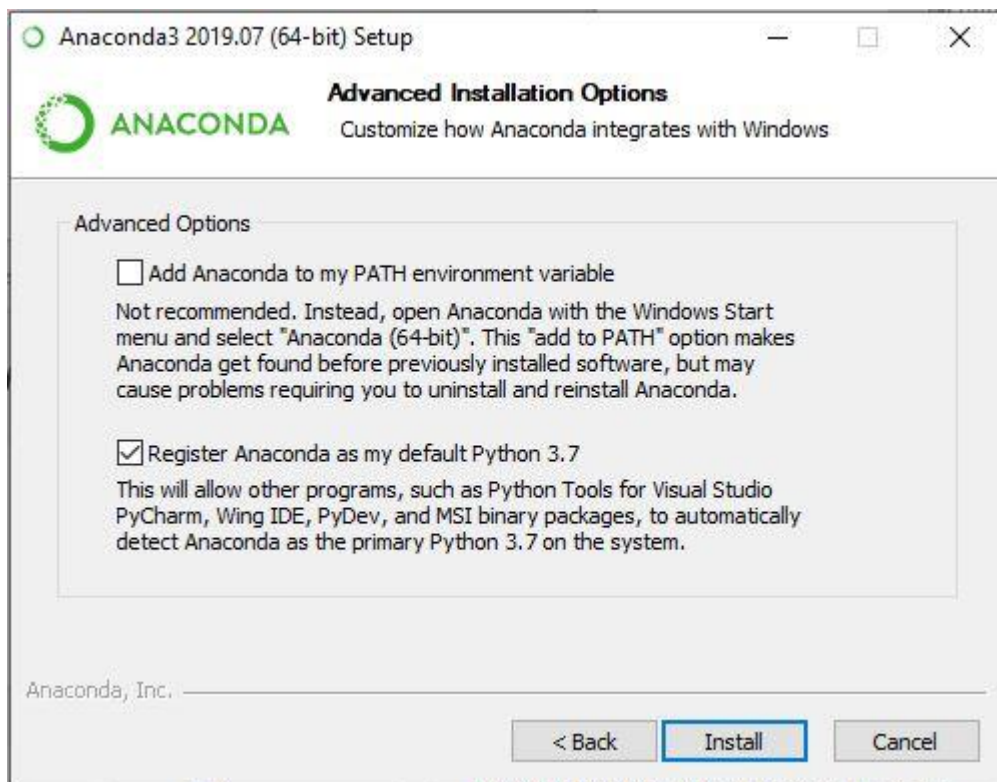 Anaconda3 2019.07 (64-bit) Setup
ANACONDA
Advanced Installation Options
Customize how Anaconda integrates with Windows
Advanced Options
Add Anaconda to my PATH environment variable
Not recommended. Instead, open Anaconda with the Windows Start
menu and select "Anaconda (64-bit)". This "add to PATH" option makes
Anaconda get found before previously installed software, but may
cause problems requiring you to uninstall and reinstall Anaconda.
Register Anaconda as my default Python 3.7
This will allow other programs, such as Python Tools for Visual Studio
PyCharm, Wing IDE, PyDev, and MSI binary packages, to automatically
detect Anaconda as the primary Python 3.7 on the system.
Anaconda, Inc.
< Back Install Cancel